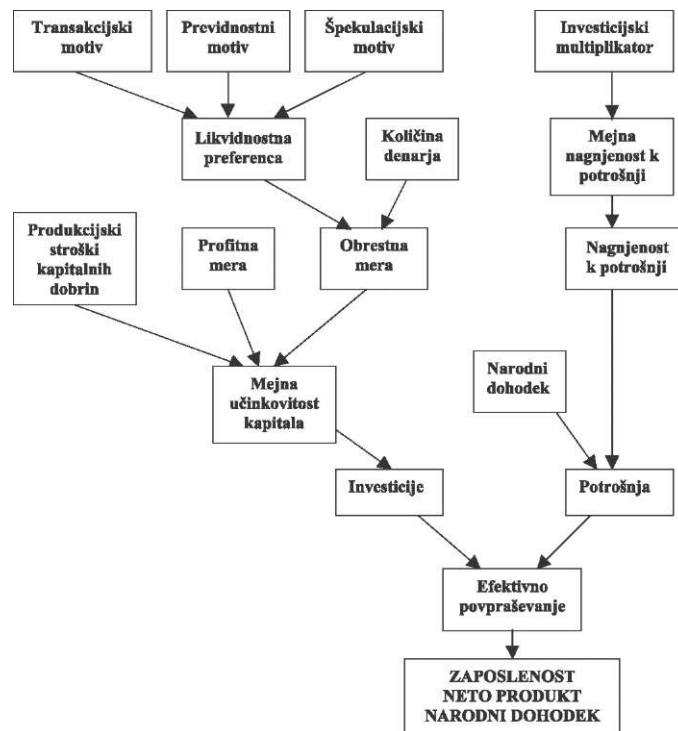 Transakcijski
motiv
Previdnostni
motiv
Špekulacijski
motiv
Investicijski
multiplikator
Likvidnostna
preferenca
Količina
denarja
Mejna
nagnjenost k
potrošnji
Produkcijski
stroški
kapitalnih
dobrin
Profitna
mera
Obrestna
mera
Nagnjenost
k potrošnji
Mejna
učinkovitost
kapitala
Narodni
dohodek
Investicije
Potrošnja
Efektivno
povpraševanje
ZAPOSLENOST
NETO PRODUKT
NARODNI DOHODEK